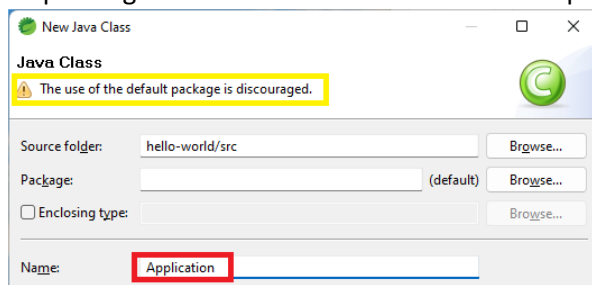 New Java Class
Java Class
The use of the default package is discouraged.
Source folder: hello-world/src Browse...
Package: (default) Browse...
Enclosing type: Browse...
Name: Application